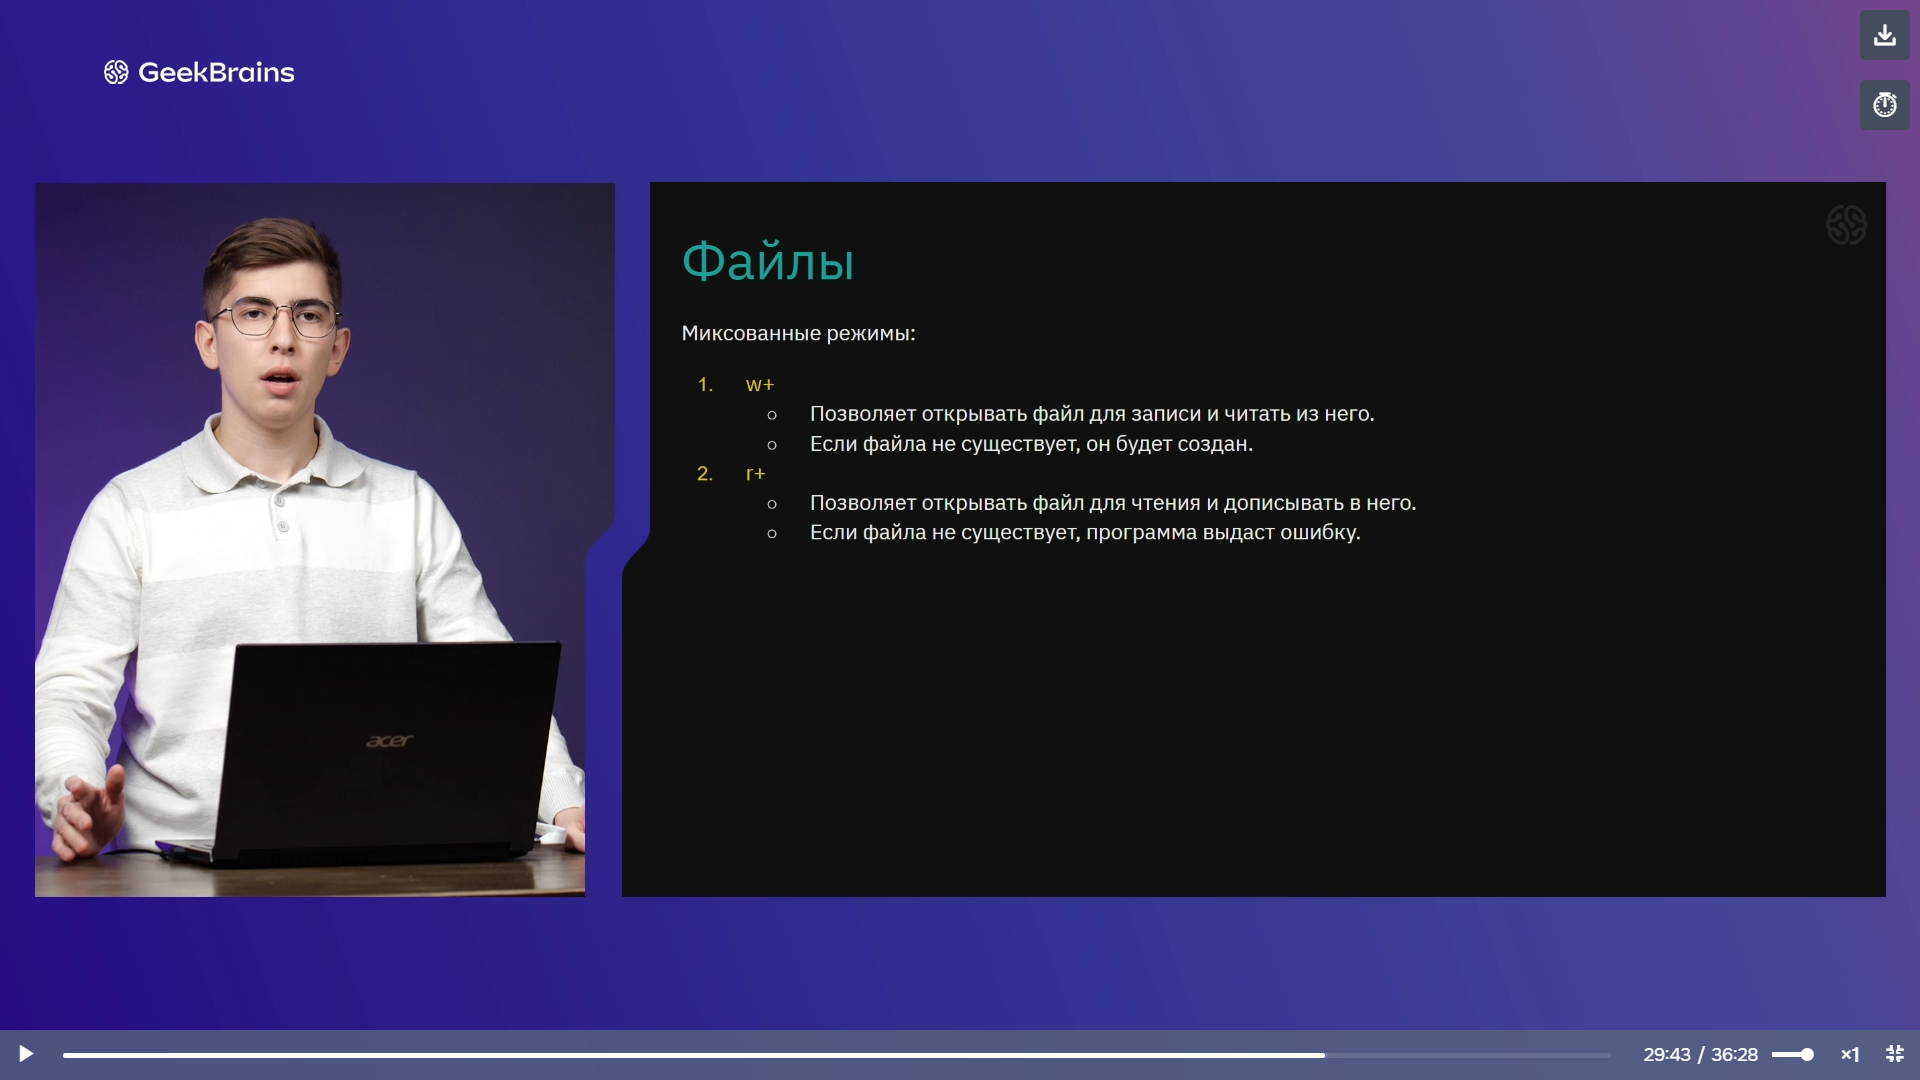 GeekBrains
Файлы
Миксованные режимы:
1. w+
○ Позволяет открывать файл для записи и читать из него.
○ Если файла не существует, он будет создан.
2. r+
○ Позволяет открывать файл для чтения и дописывать в него.
○ Если файла не существует, программа выдаст ошибку.
acer
29:43 / 36:28 ×1